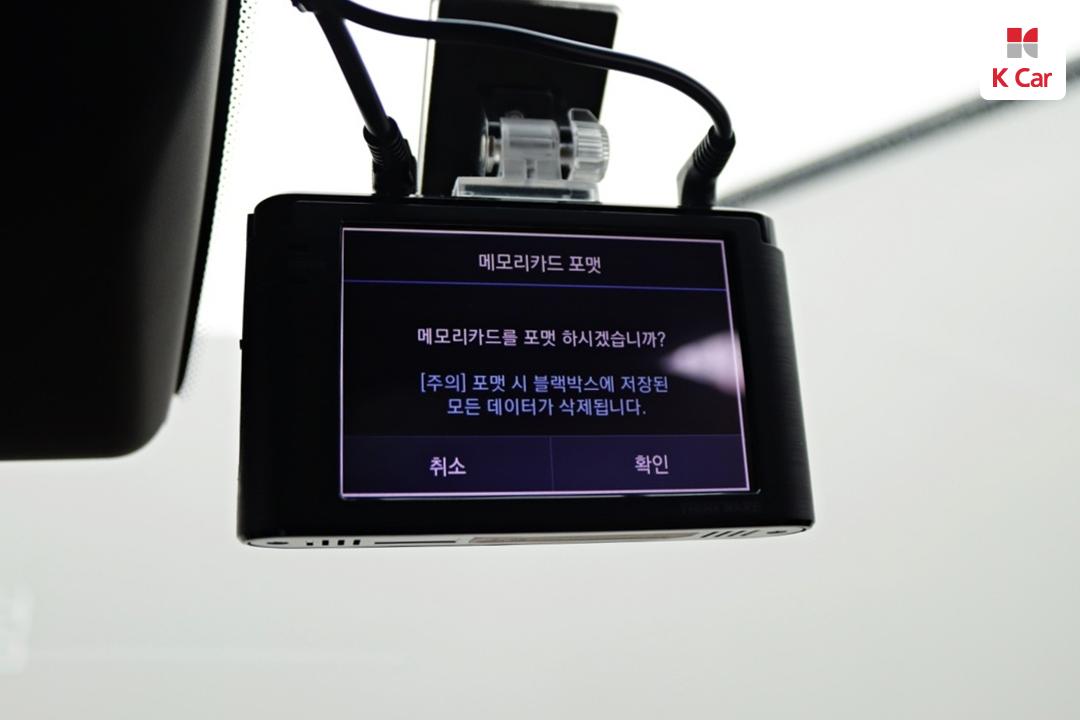 K Car
메모리카드 포맷
메모리카드를 포맷 하시겠습니까?
[주의] 포맷 시 블랙박스에 저장된
모든 데이터가 삭제됩니다.
취소 확인
THINKWARE